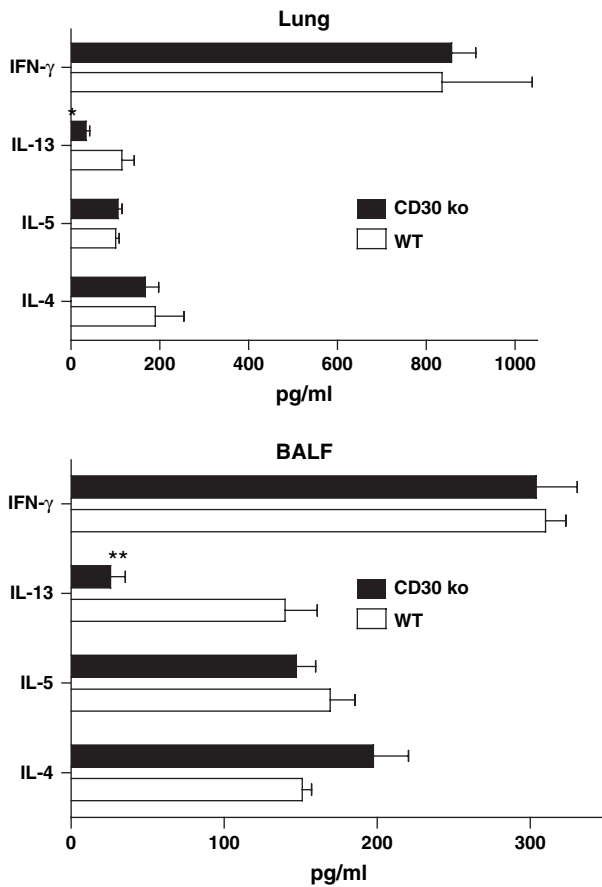 Lung
IFN-γ
*
IL-13
IL-5
CD30 ko
WT
IL-4
0 200 400 600 800 1000
pg/ml
BALF
IFN-γ
**
IL-13
CD30 ko
WT
IL-5
IL-4
0 100 200 300
pg/ml